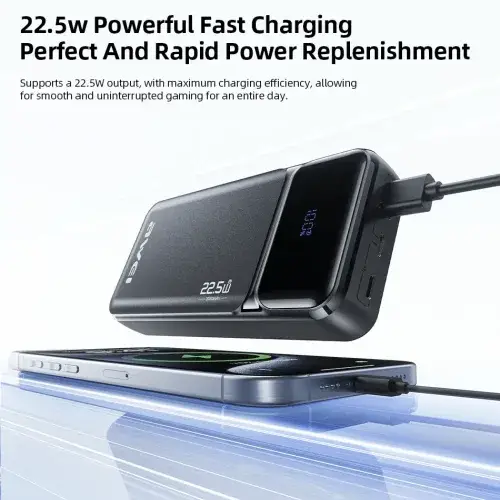 22.5w Powerful Fast Charging
Perfect And Rapid Power Replenishment
Supports a 22.5W output, with maximum charging efficiency, allowing
for smooth and uninterrupted gaming for an entire day.
100%
AWEI
22.5W